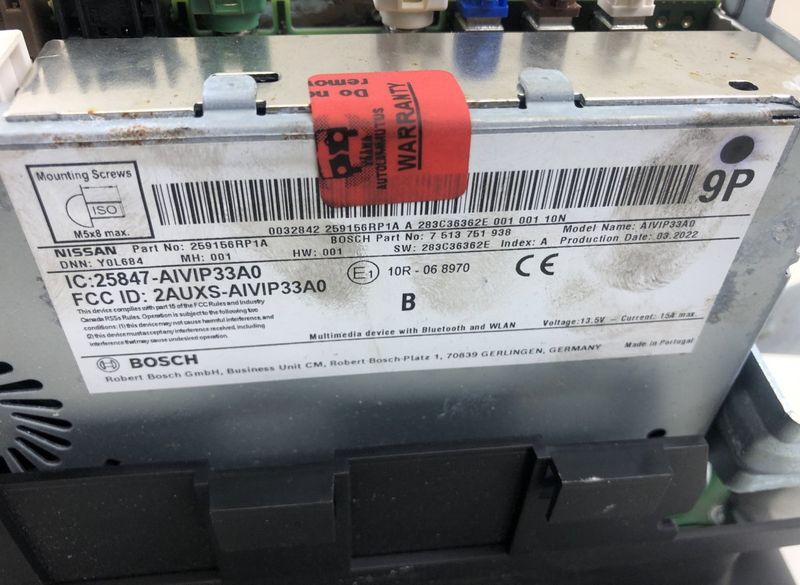 Mounting Screws
ISO
M5x8 max.
Do no
remov
YAMA
AUTOLAMMUTUS
WARRANTY
9P
0032842 259156RP1A A 283C36362E 001 001 10N
NISSAN Part No: 259156RP1A BOSCH Part No: 7 513 751 938 Model Name: AIVIP33A0
DNN: Y0L684 MH: 001 HW: 001 SW: 283C36362E Index: A Production Date: 03.2022
IC:25847-AIVIP33A0
FCC ID: 2AUXS-AIVIP33A0
E1 10R - 06 8970 CE
This device complies with part 15 of the FCC Rules and Industry
Canada RSSs Rules. Operation is subject to the following two
conditions: (1) this device may not cause harmful interference, and
(2) this device must accept any interference received, including
interference that may cause undesired operation.
B
Multimedia device with Bluetooth and WLAN
Voltage:13.5V - Current: 15A max.
BOSCH
Made in Portugal
Robert Bosch GmbH, Business Unit CM, Robert-Bosch-Platz 1, 70839 GERLINGEN, GERMANY